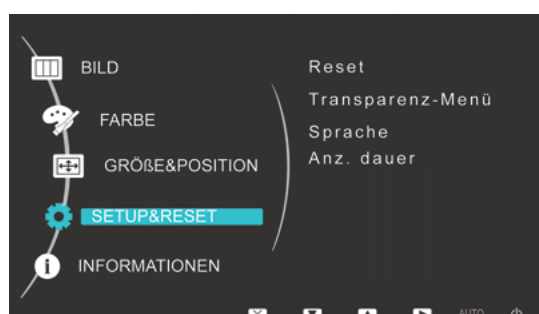 BILD
FARBE
GRÖßE&POSITION
SETUP&RESET
INFORMATIONEN
Reset
Transparenz-Menü
Sprache
Anz. dauer
AUTO